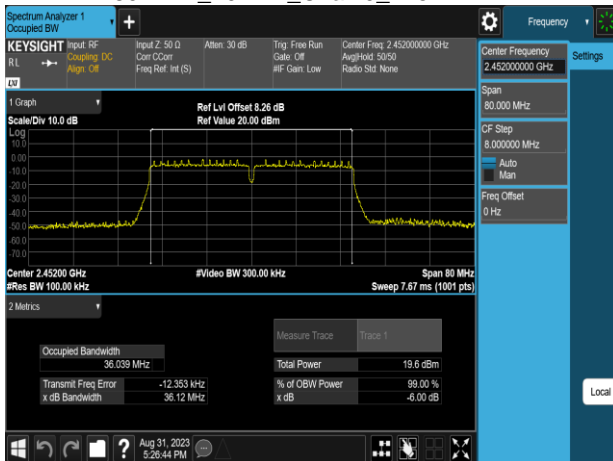 Spectrum Analyzer 1
Occupied BW
+
Frequency
KEYSIGHT
RL
LXI
Input: RF
Coupling: DC
Align: Off
Input Z: 50 Ω
Corr CCorr
Freq Ref: Int (S)
Atten: 30 dB
Trig: Free Run
Gate: Off
#IF Gain: Low
Center Freq: 2.452000000 GHz
Avg|Hold: 50/50
Radio Std: None
Center Frequency
2.452000000 GHz
Settings
Span
80.000 MHz
CF Step
8.000000 MHz
Auto
Man
Freq Offset
0 Hz
Local
1 Graph
Scale/Div 10.0 dB
Ref Lvl Offset 8.26 dB
Ref Value 20.00 dBm
Log
10.0
0.00
-10.0
-20.0
-30.0
-40.0
-50.0
-60.0
-70.0
Center 2.45200 GHz
#Video BW 300.00 kHz
Span 80 MHz
#Res BW 100.00 kHz
Sweep 7.67 ms (1001 pts)
2 Metrics
Measure Trace
Trace 1
Occupied Bandwidth
36.039 MHz
Total Power
19.6 dBm
Transmit Freq Error
-12.353 kHz
% of OBW Power
99.00 %
x dB Bandwidth
36.12 MHz
x dB
-6.00 dB
?
Aug 31, 2023
5:26:44 PM